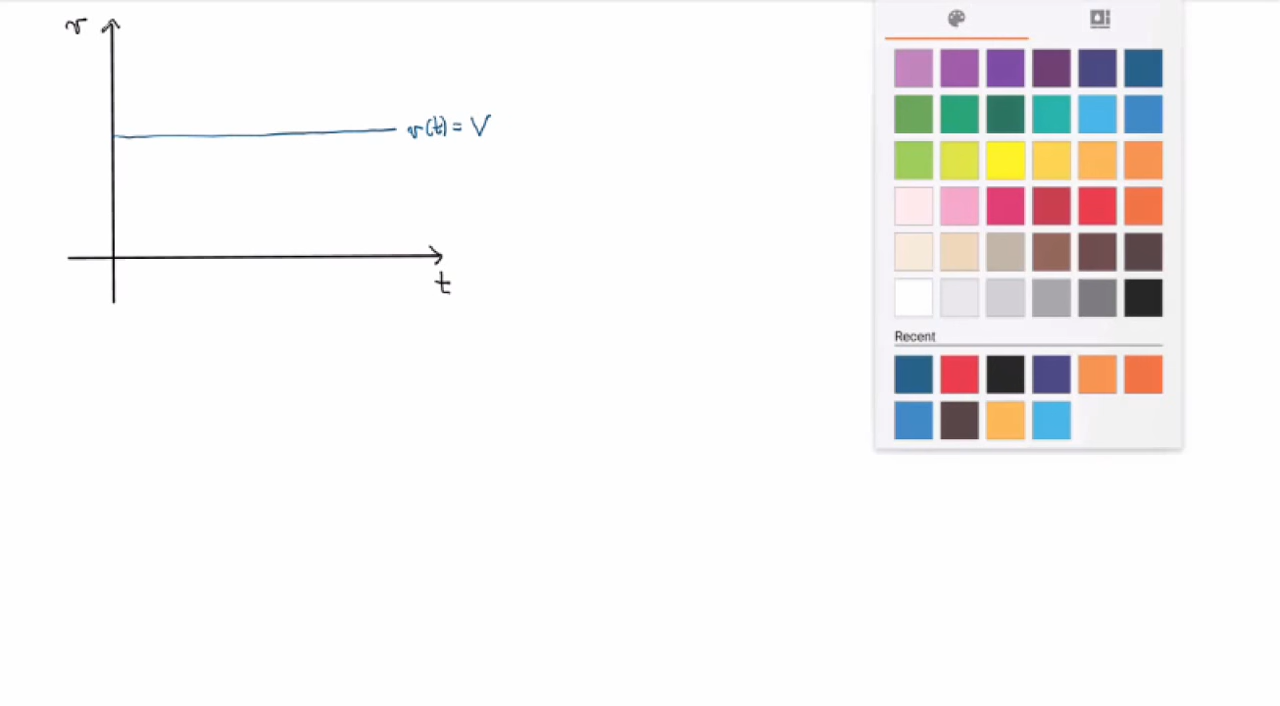 v
v(t) = V
t
Recent